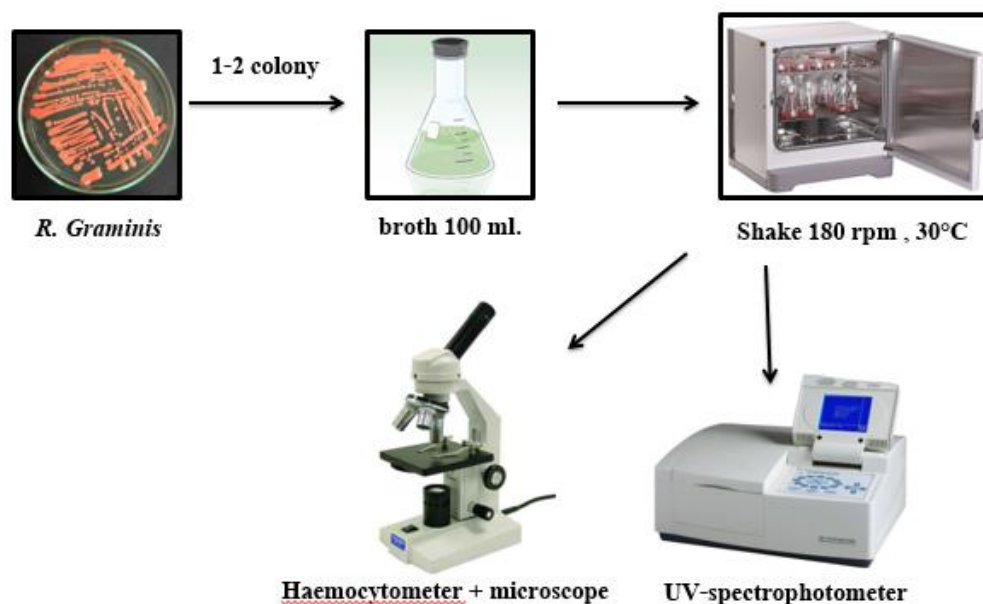 1-2 colony
R. Graminis
broth 100 ml.
Shake 180 rpm , 30°C
Haemocytometer + microscope
UV-spectrophotometer